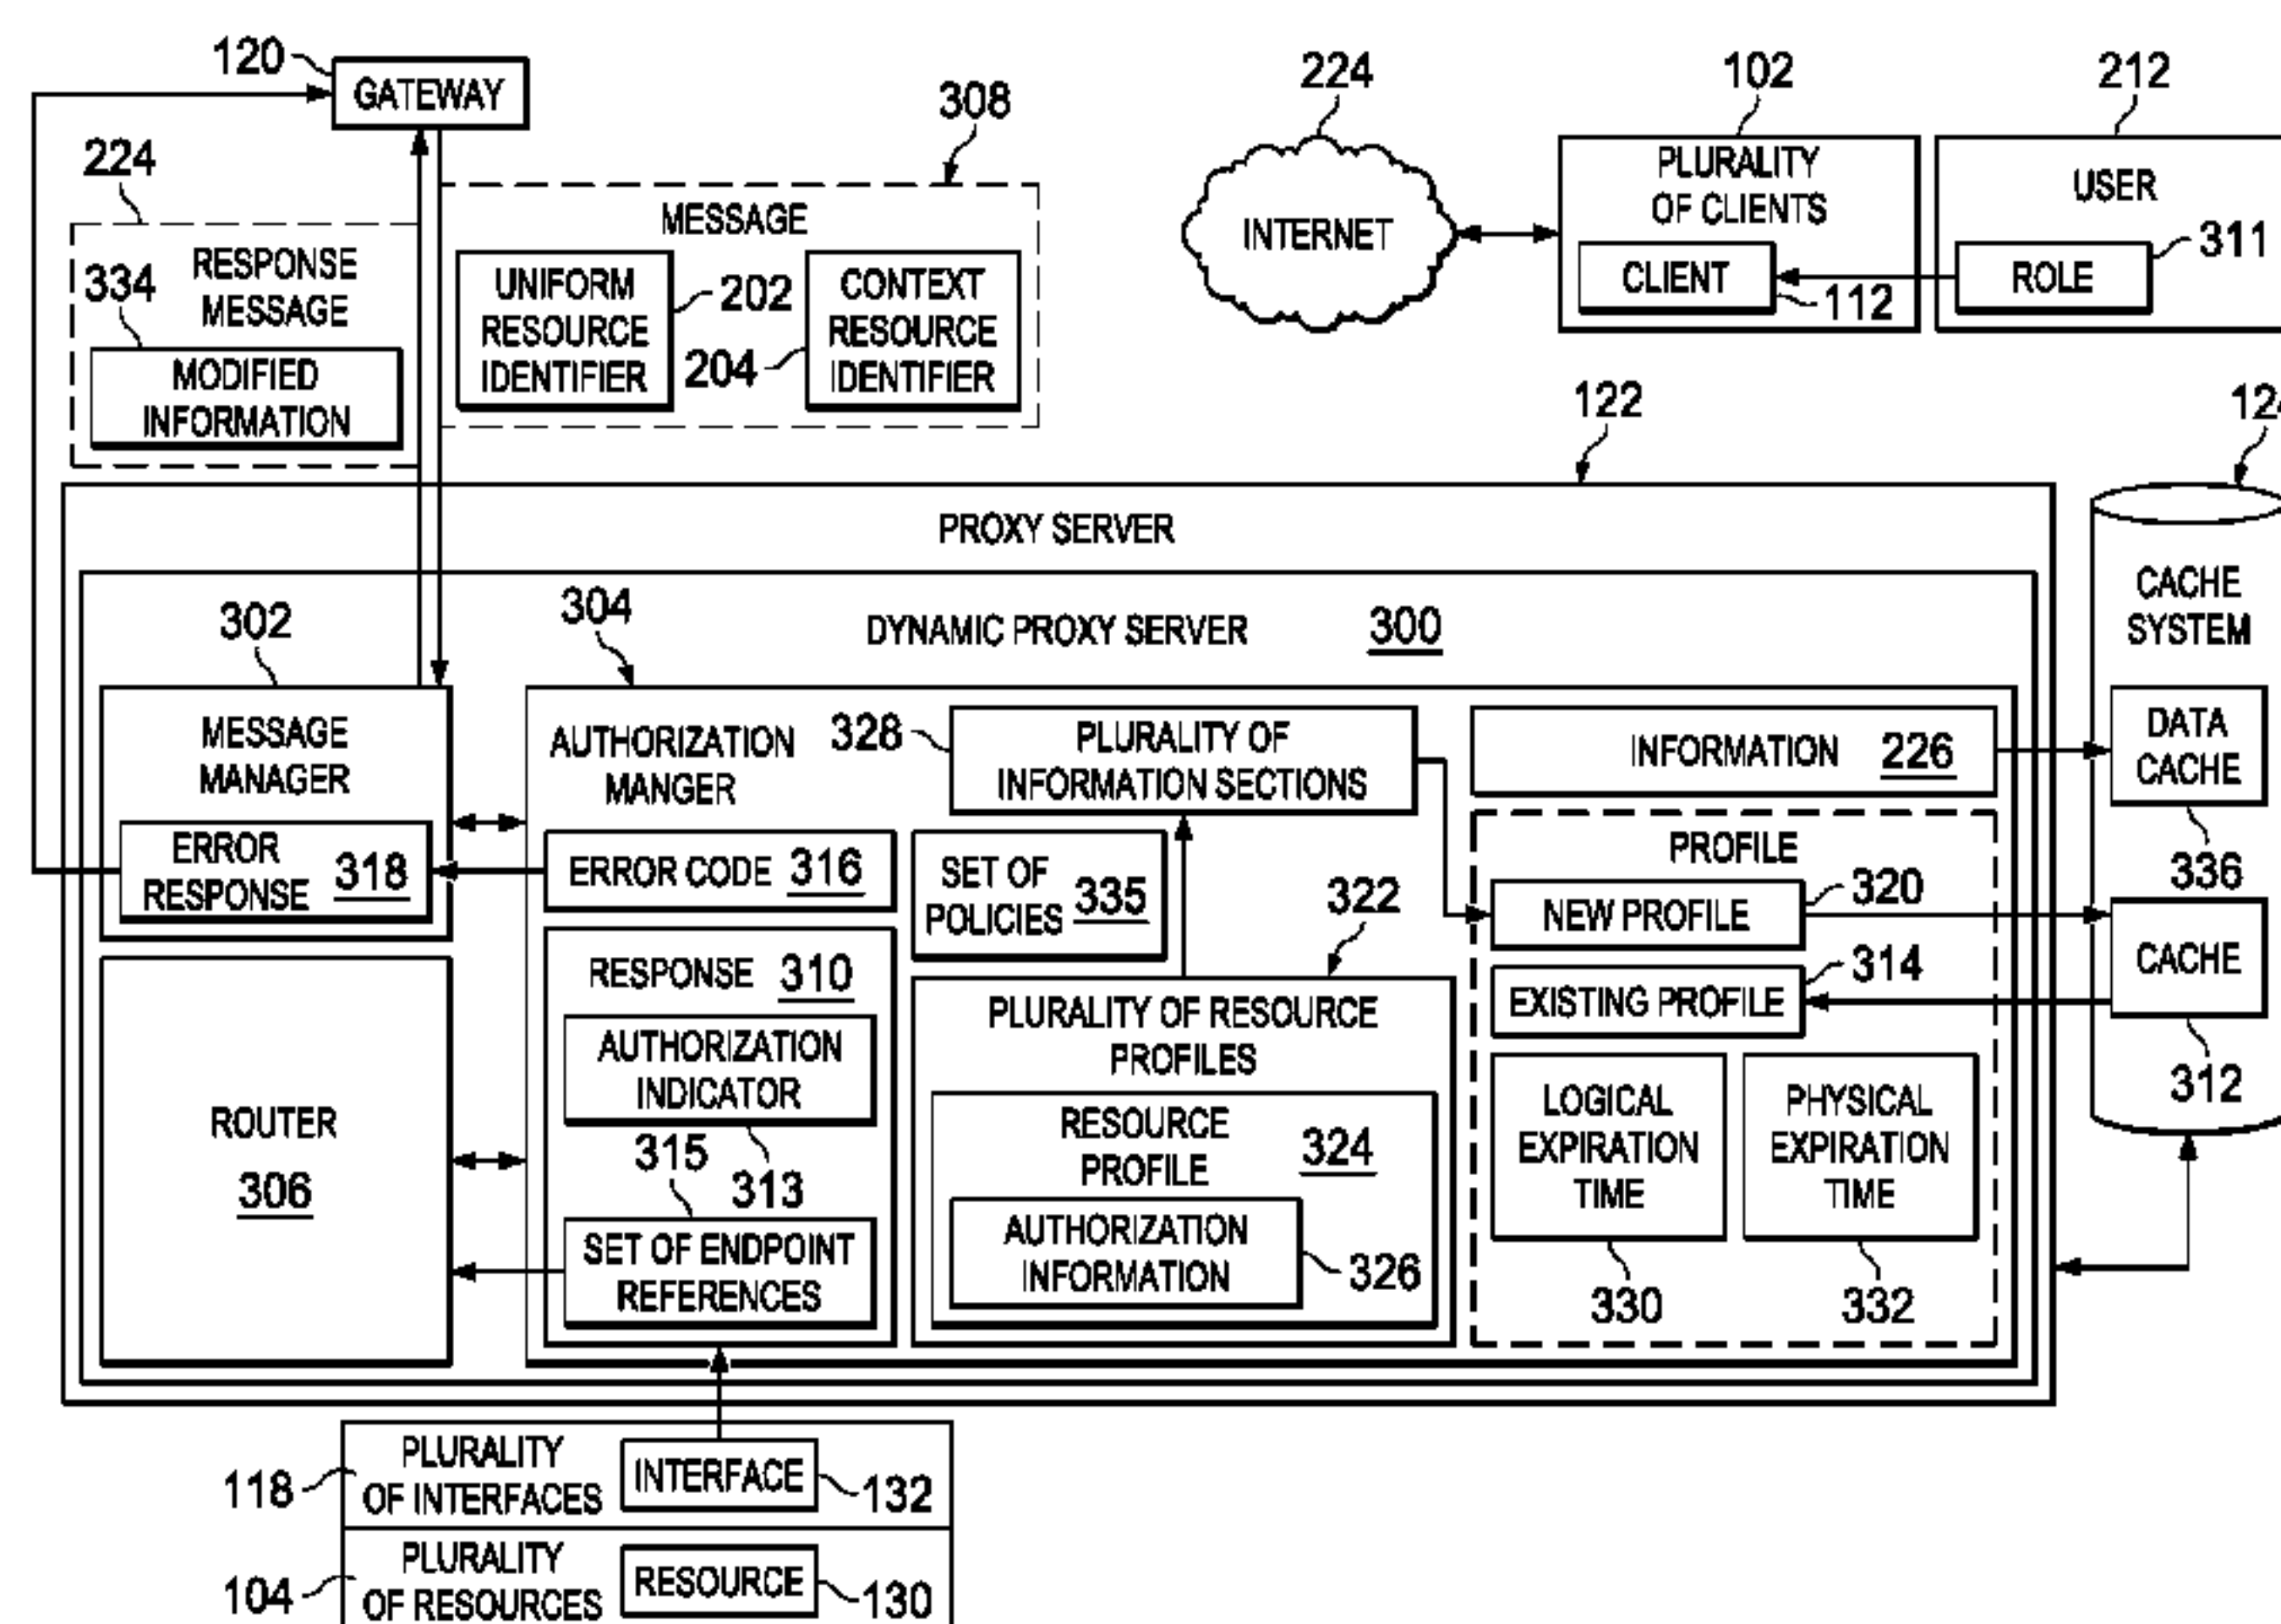 120
GATEWAY
224
RESPONSE
MESSAGE
334
MODIFIED
INFORMATION
308
MESSAGE
UNIFORM
RESOURCE
IDENTIFIER
202
204
CONTEXT
RESOURCE
IDENTIFIER
224
INTERNET
102
PLURALITY
OF CLIENTS
CLIENT
112
212
USER
ROLE
311
122
PROXY SERVER
DYNAMIC PROXY SERVER 300
302
MESSAGE
MANAGER
ERROR
RESPONSE 318
ROUTER
306
304
AUTHORIZATION
MANGER
ERROR CODE 316
RESPONSE 310
AUTHORIZATION
INDICATOR
313
315
SET OF ENDPOINT
REFERENCES
328
PLURALITY OF
INFORMATION SECTIONS
SET OF
POLICIES 335
322
PLURALITY OF RESOURCE
PROFILES
RESOURCE
PROFILE 324
AUTHORIZATION
INFORMATION
326
INFORMATION 226
PROFILE
NEW PROFILE
320
EXISTING PROFILE
314
LOGICAL
EXPIRATION
TIME
330
PHYSICAL
EXPIRATION
TIME
332
CACHE
SYSTEM
DATA
CACHE
336
CACHE
312
118
PLURALITY
OF INTERFACES
INTERFACE
132
104
PLURALITY
OF RESOURCES
RESOURCE
130